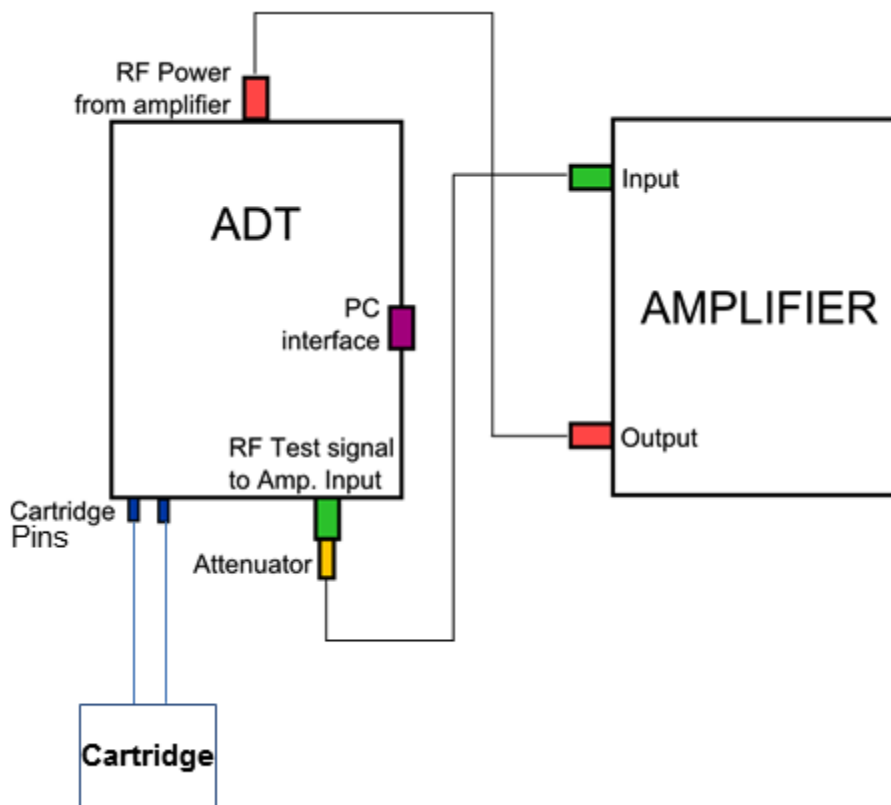 RF Power
from amplifier
ADT
Input
PC
interface
AMPLIFIER
RF Test signal
to Amp. Input
Output
Cartridge
Pins
Attenuator
Cartridge